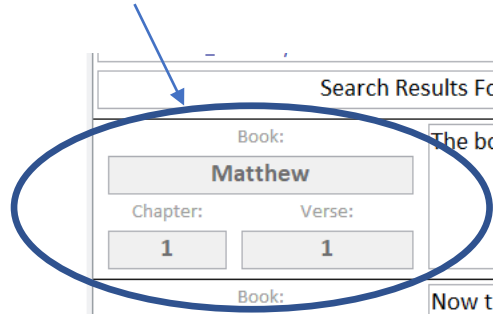 Search Results Fo
Book:
The bo
Matthew
Chapter: Verse:
1 1
Book:
Now t